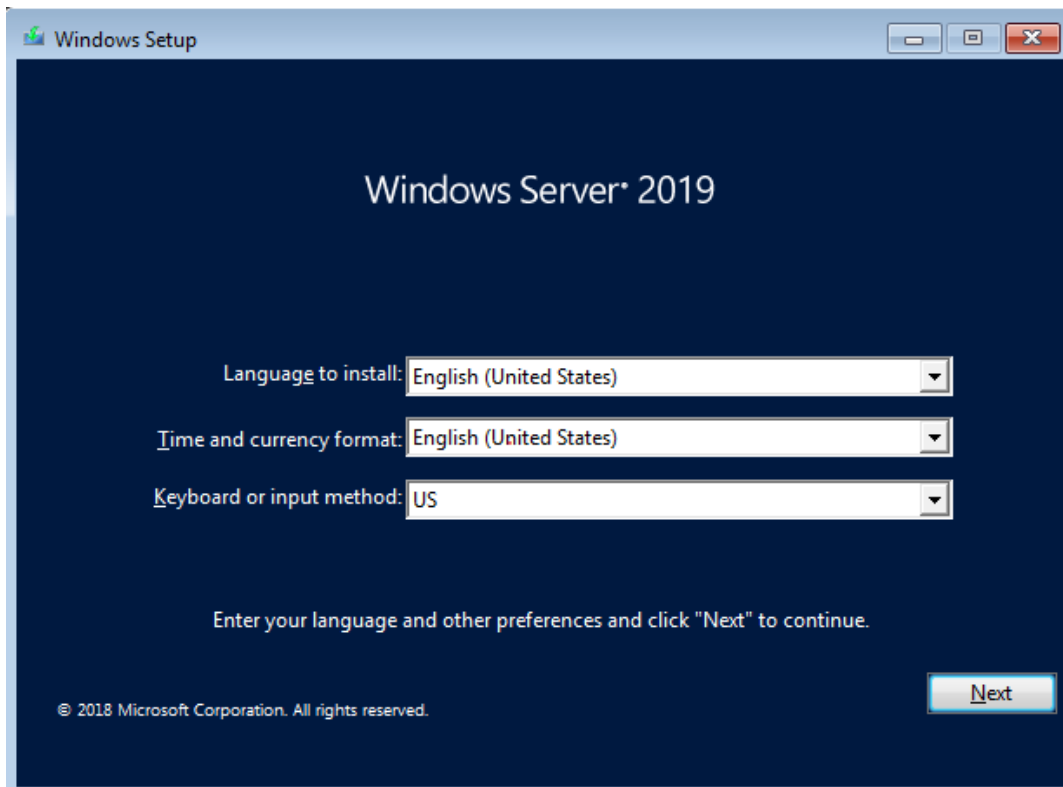 Windows Setup
Windows Server® 2019
Language to install: English (United States)
Time and currency format: English (United States)
Keyboard or input method: US
Enter your language and other preferences and click "Next" to continue.
Next
© 2018 Microsoft Corporation. All rights reserved.